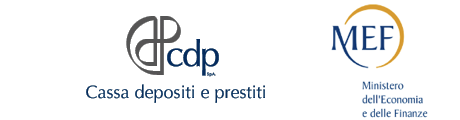 cdp
SpA
Cassa depositi e prestiti
MEF
Ministero
dell'Economia
e delle Finanze